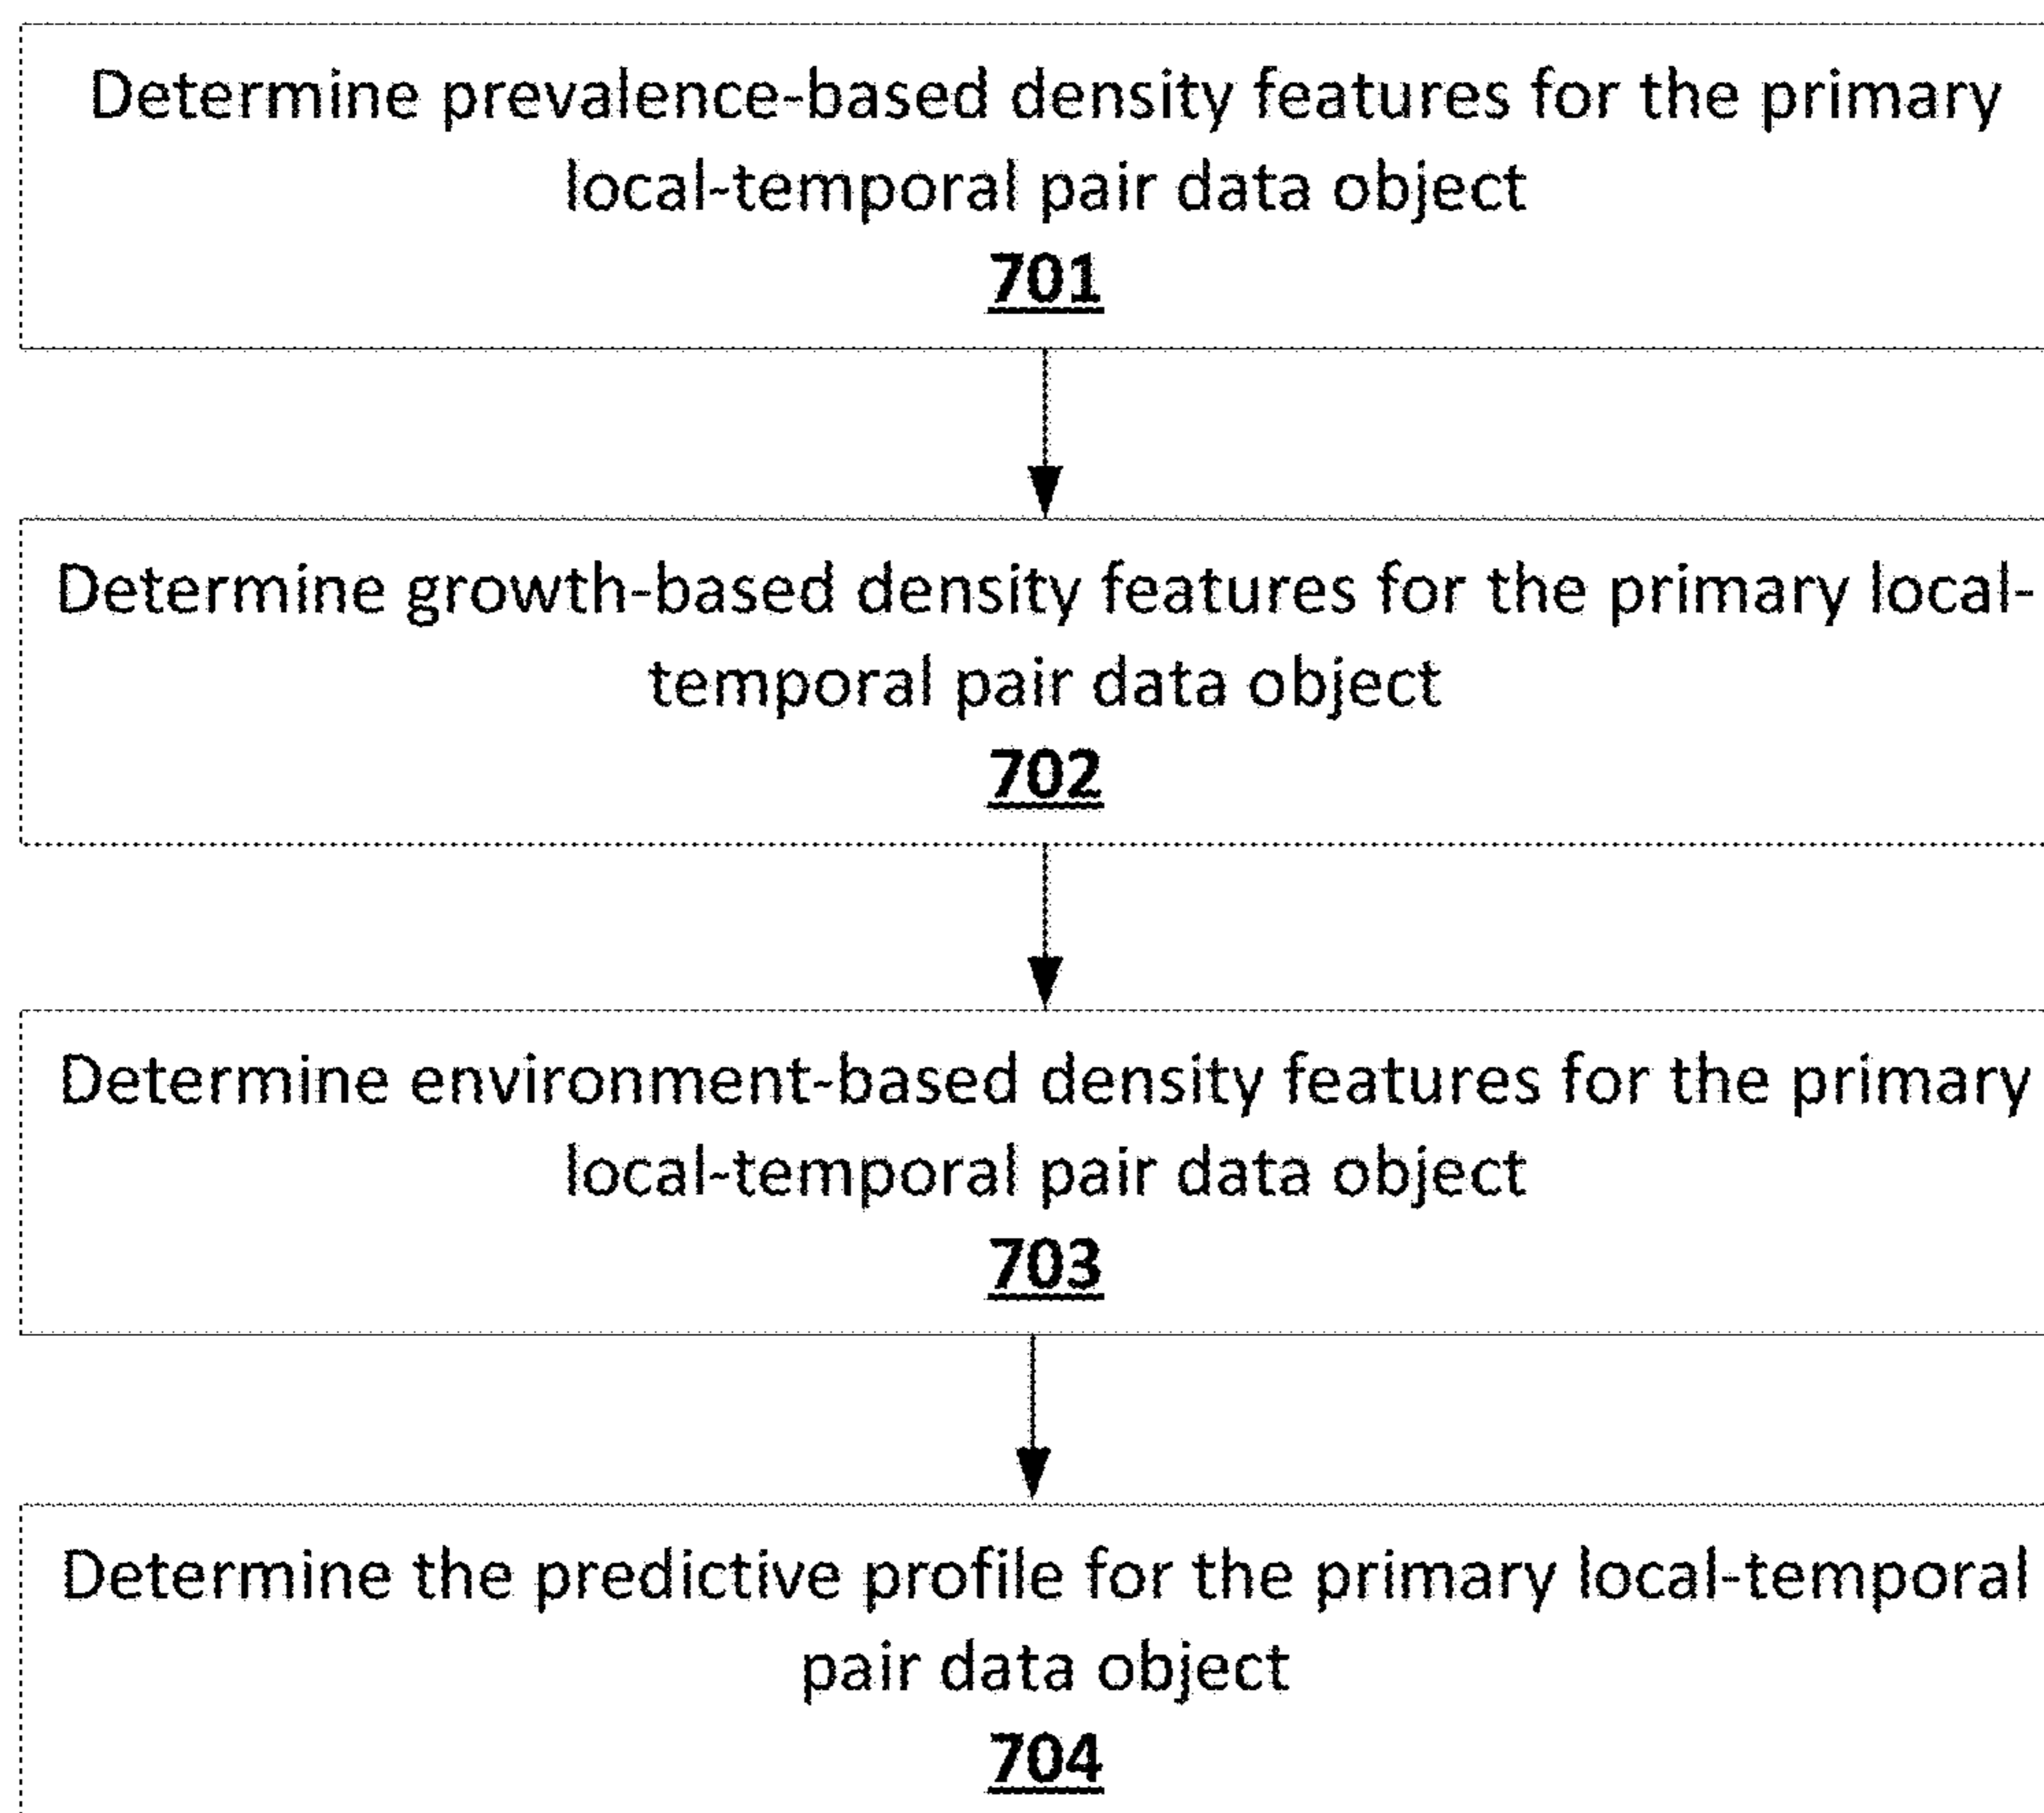 Determine prevalence-based density features for the primary
local-temporal pair data object
701
Determine growth-based density features for the primary local-
temporal pair data object
702
Determine environment-based density features for the primary
local-temporal pair data object
703
Determine the predictive profile for the primary local-temporal
pair data object
704